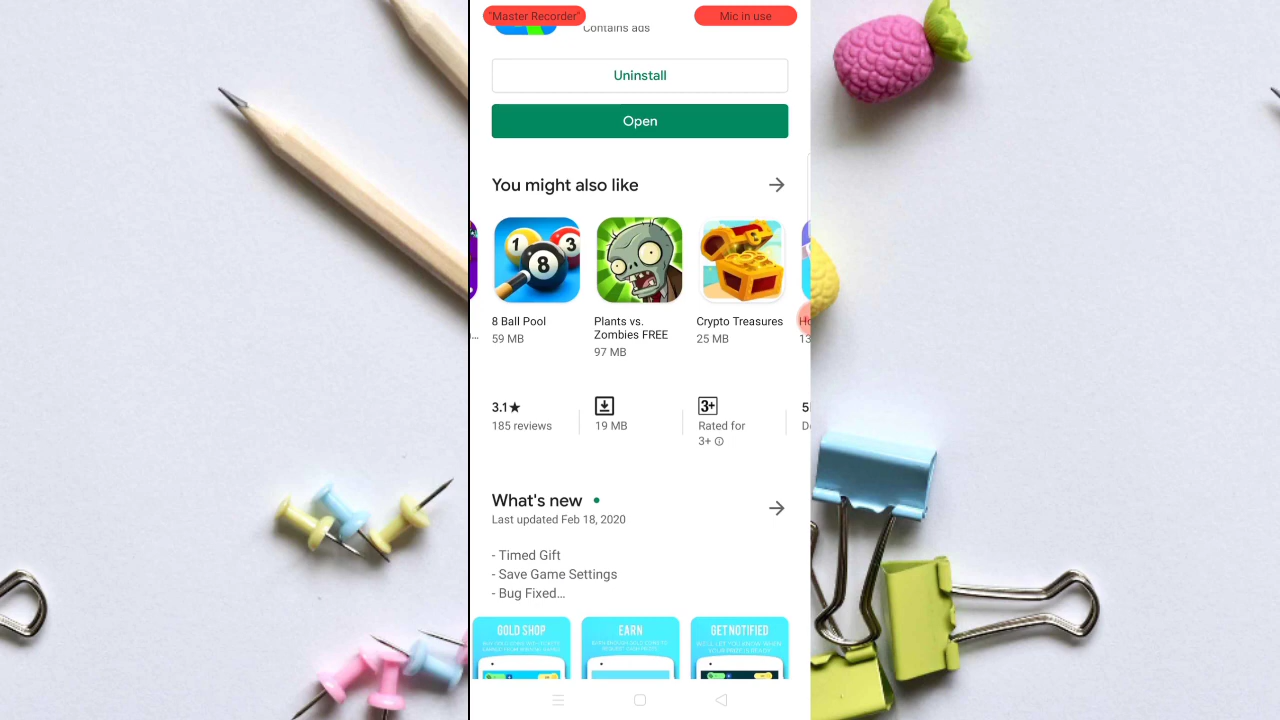 "Master Recorder"
Mic in use
Contains ads
Uninstall
Open
You might also like
8 Ball Pool
59 MB
Plants vs.
Zombies FREE
97 MB
Crypto Treasures
25 MB
3.1★
185 reviews
19 MB
3+
Rated for
3+
What's new
Last updated Feb 18, 2020
- Timed Gift
- Save Game Settings
- Bug Fixed…
GOLD SHOP
EARN
GET NOTIFIED